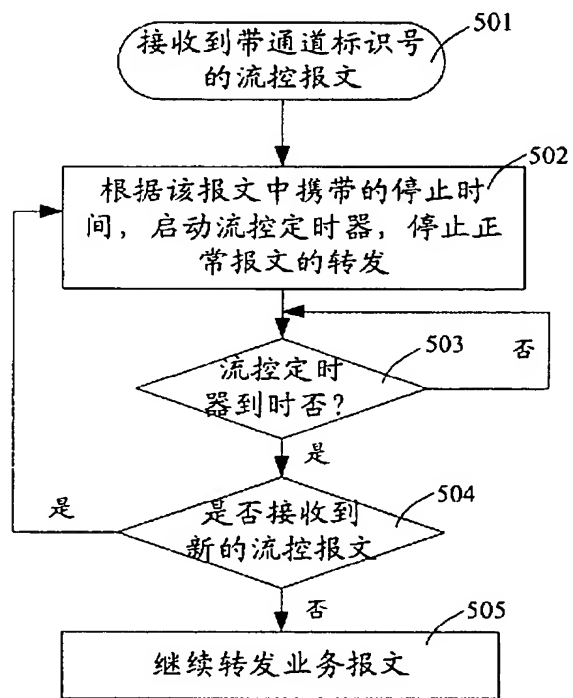 接收到带通道标识号
的流控报文
501
502
根据该报文中携带的停止时
间，启动流控定时器，停止正
常报文的转发
503
否
流控定时
器到时否?
是
504
是
是否接收到
新的流控报文
否
505
继续转发业务报文